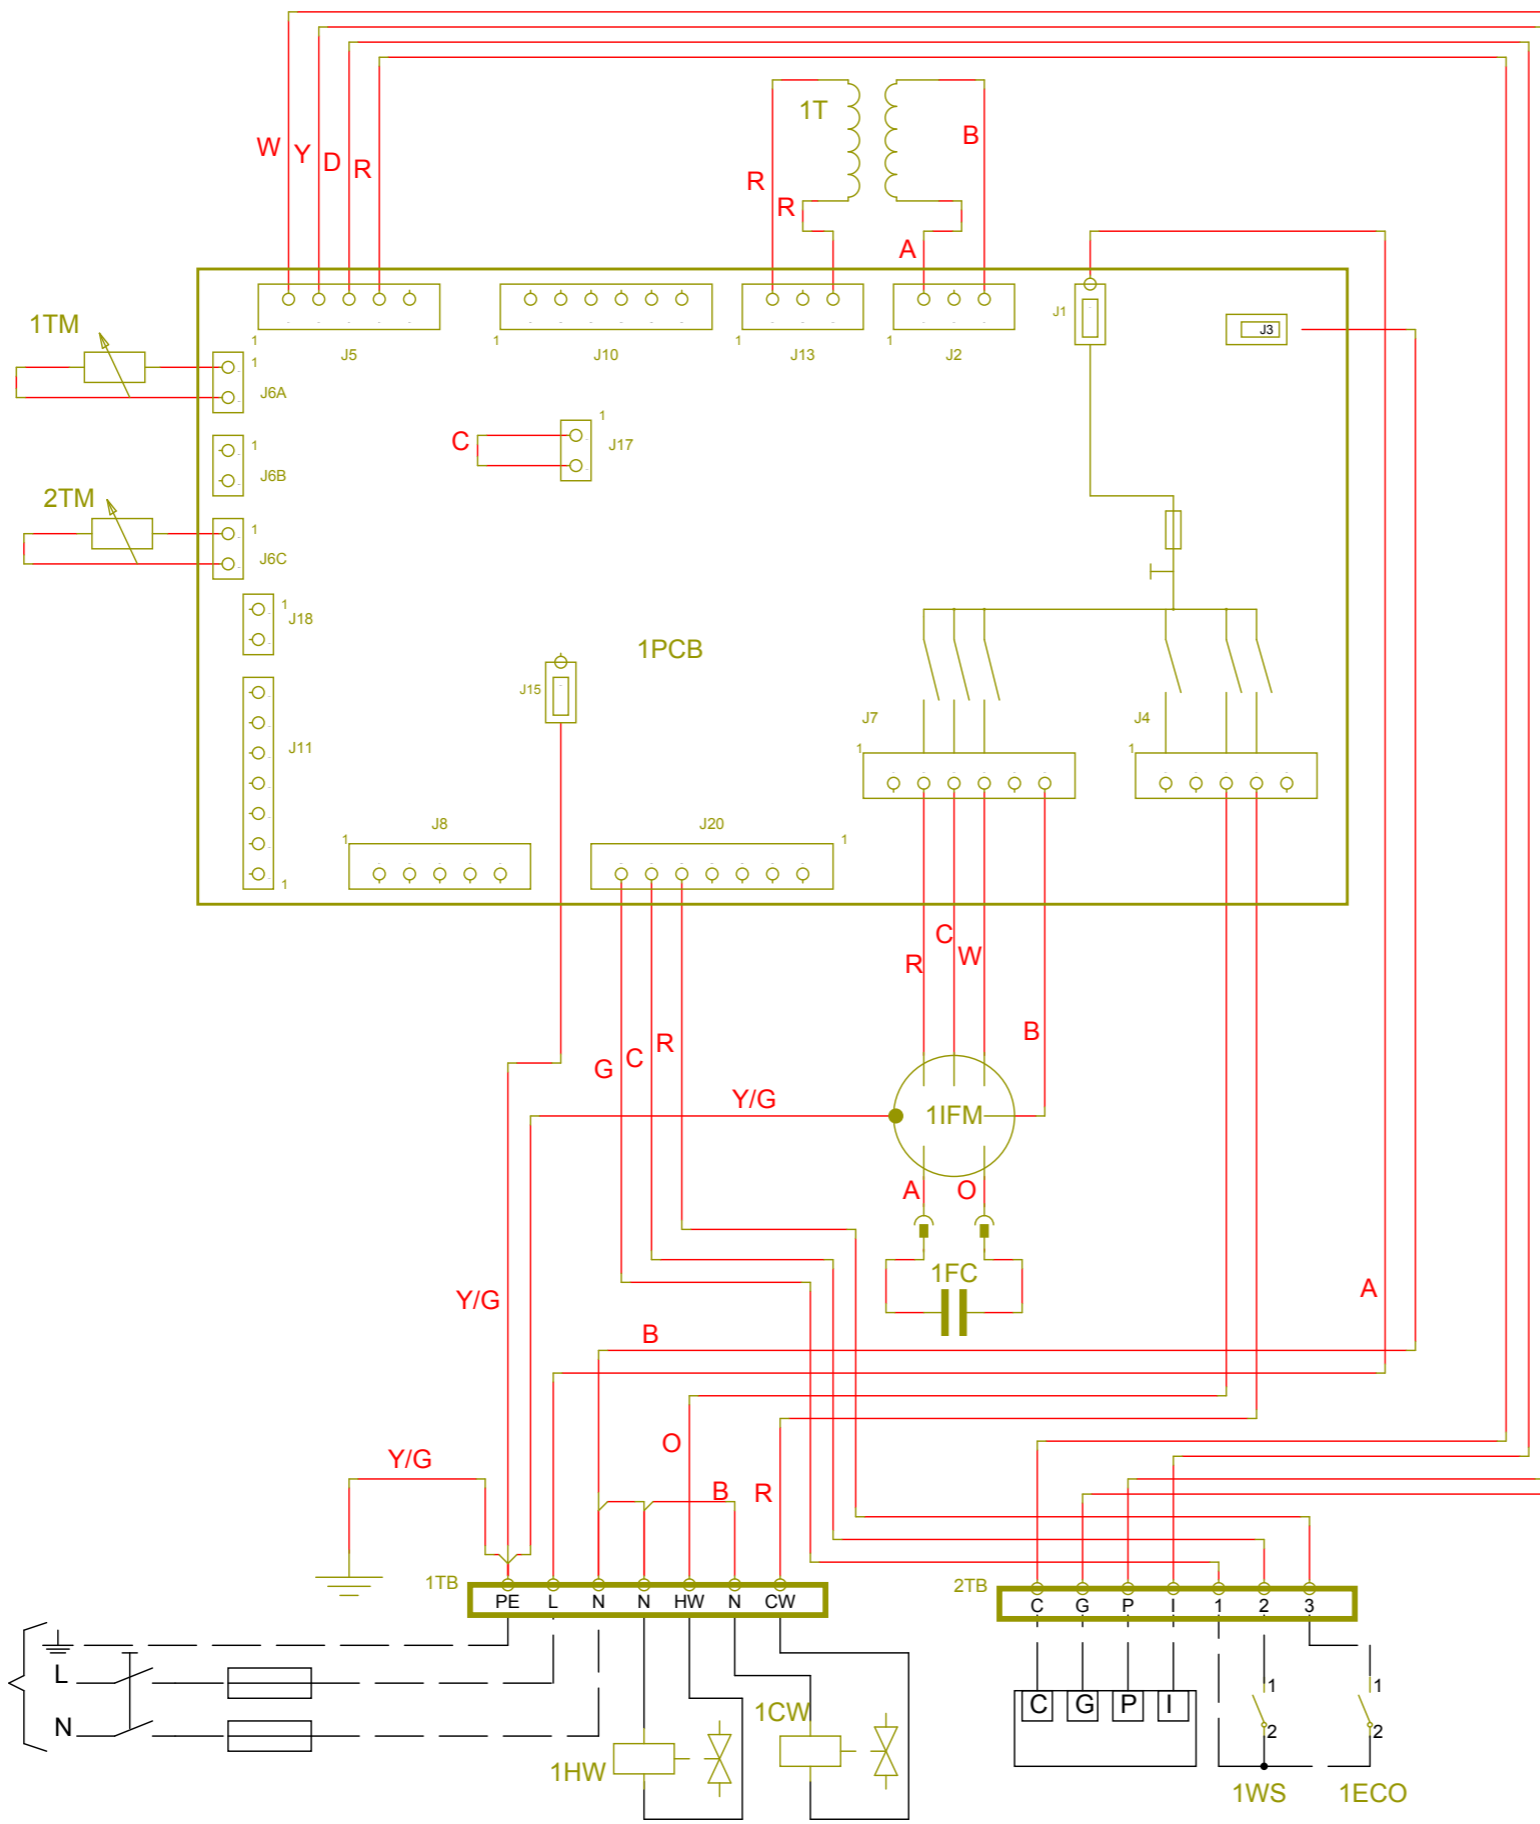 1T
W Y D R
R R
B
A
J1
J3
1TM
1
J5
1
J10
1
J13
1
J2
1
J6A
C
1
J17
1
J6B
2TM
1
J6C
1
J18
1PCB
J15
J11
1
J7
1
J4
1
J8
1
J20
1
1
R C W
B
G C R
Y/G
1IFM
A O
1FC
Y/G
A
B
O
Y/G
B
R
1TB
PE L N N HW N CW
2TB
C G P I 1 2 3
L
N
1HW
1CW
C G P I
1
2
1
2
1WS
1ECO